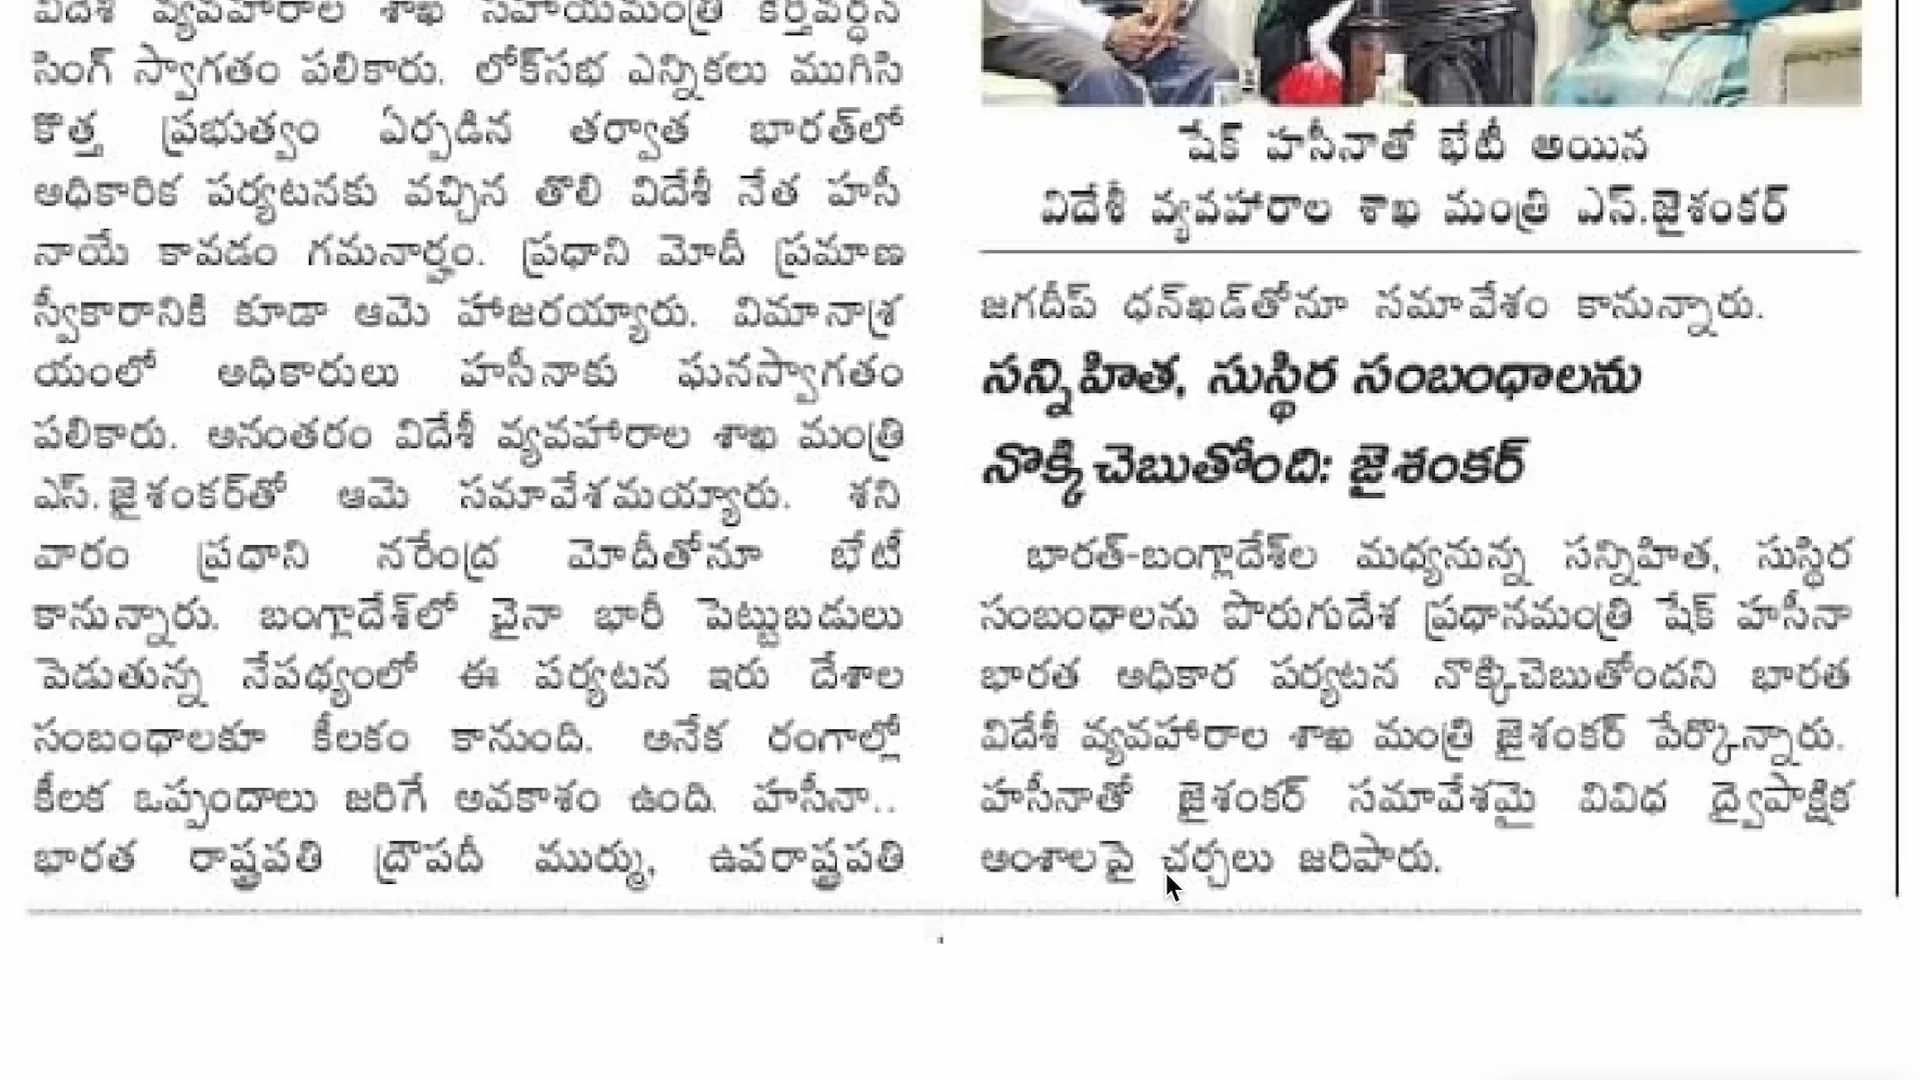 విదేశీ వ్యవహారాల శాఖ సహాయమంత్రి కీర్తివర్ధన్
సింగ్ స్వాగతం పలికారు. లోక్‌సభ ఎన్నికలు ముగిసి
కొత్త ప్రభుత్వం ఏర్పడిన తర్వాత భారత్‌లో
అధికారిక పర్యటనకు వచ్చిన తొలి విదేశీ నేత హసీ
నాయే కావడం గమనార్హం. ప్రధాని మోదీ ప్రమాణ
స్వీకారానికి కూడా ఆమె హాజరయ్యారు. విమానాశ్ర
యంలో అధికారులు హసీనాకు ఘనస్వాగతం
పలికారు. అనంతరం విదేశీ వ్యవహారాల శాఖ మంత్రి
ఎస్.జైశంకర్‌తో ఆమె సమావేశమయ్యారు. శని
వారం ప్రధాని నరేంద్ర మోదీతోనూ భేటీ
కానున్నారు. బంగ్లాదేశ్‌లో చైనా భారీ పెట్టుబడులు
పెడుతున్న నేపథ్యంలో ఈ పర్యటన ఇరు దేశాల
సంబంధాలకూ కీలకం కానుంది. అనేక రంగాల్లో
కీలక ఒప్పందాలు జరిగే అవకాశం ఉంది. హసీనా..
భారత రాష్ట్రపతి ద్రౌపదీ ముర్ము, ఉపరాష్ట్రపతి
షేక్ హసీనాతో భేటీ అయిన
విదేశీ వ్యవహారాల శాఖ మంత్రి ఎస్.జైశంకర్
జగదీప్ ధన్‌ఖడ్‌తోనూ సమావేశం కానున్నారు.
సన్నిహిత, సుస్థిర సంబంధాలను
నొక్కిచెబుతోంది: జైశంకర్
భారత్-బంగ్లాదేశ్‌ల మధ్యనున్న సన్నిహిత, సుస్థిర
సంబంధాలను పొరుగుదేశ ప్రధానమంత్రి షేక్ హసీనా
భారత అధికార పర్యటన నొక్కిచెబుతోందని భారత
విదేశీ వ్యవహారాల శాఖ మంత్రి జైశంకర్ పేర్కొన్నారు.
హసీనాతో జైశంకర్ సమావేశమై వివిధ ద్వైపాక్షిక
అంశాలపై చర్చలు జరిపారు.